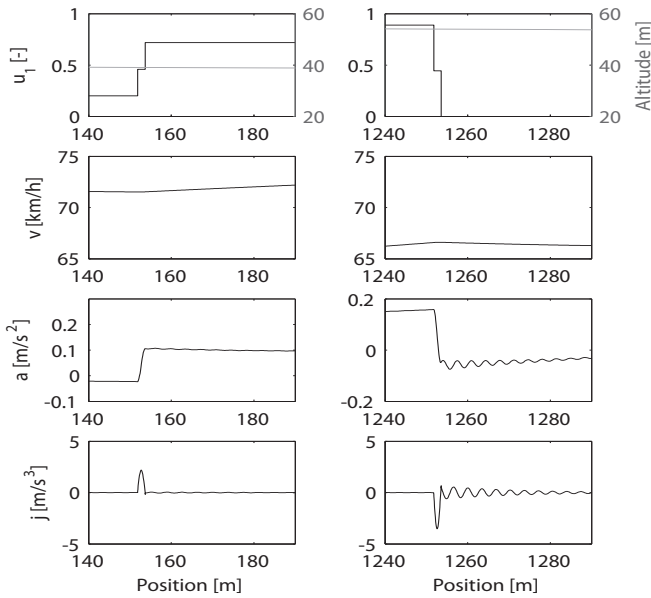 1 60 1 60
u1 [-] 0.5 40 0.5 40 Altitude [m]
0 20 0 20
140 160 180 1240 1260 1280
75 75
v [km/h] 70 70
65 65
140 160 180 1240 1260 1280
0.2 0.2
a [m/s²] 0.1 0
0
-0.1 -0.2
140 160 180 1240 1260 1280
5 5
j [m/s³] 0 0
-5 -5
140 160 180 1240 1260 1280
Position [m] Position [m]